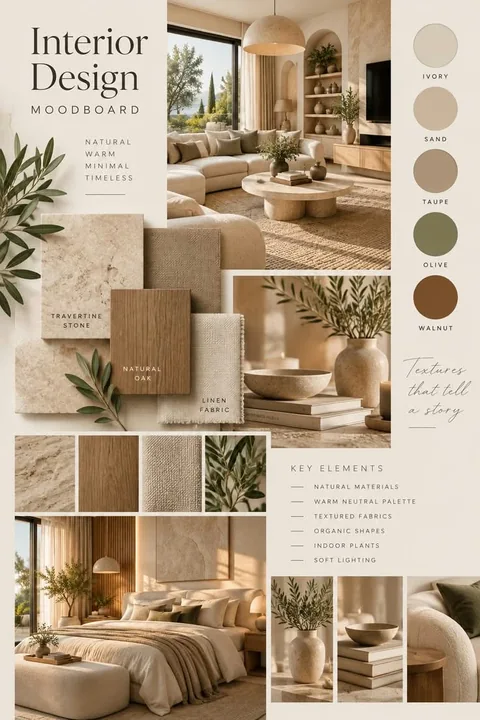 Interior
Design
MOODBOARD
NATURAL
WARM
MINIMAL
TIMELESS
IVORY
SAND
TAUPE
OLIVE
WALNUT
TRAVERTINE
STONE
NATURAL
OAK
LINEN
FABRIC
Textures
that tell
a story
KEY ELEMENTS
NATURAL MATERIALS
WARM NEUTRAL PALETTE
TEXTURED FABRICS
ORGANIC SHAPES
INDOOR PLANTS
SOFT LIGHTING